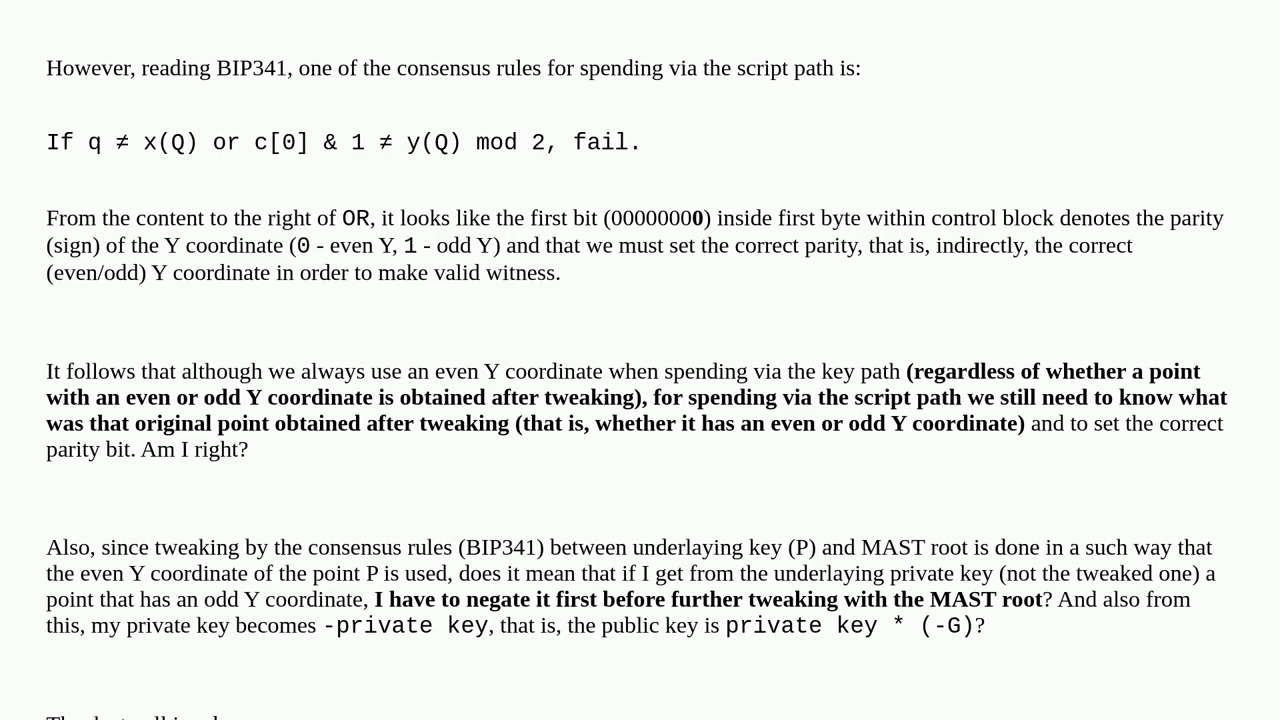 However, reading BIP341, one of the consensus rules for spending via the script path is:
If q ≠ x(Q) or c[0] & 1 ≠ y(Q) mod 2, fail.
From the content to the right of OR, it looks like the first bit (00000000) inside first byte within control block denotes the parity
(sign) of the Y coordinate (0 - even Y, 1 - odd Y) and that we must set the correct parity, that is, indirectly, the correct
(even/odd) Y coordinate in order to make valid witness.
It follows that although we always use an even Y coordinate when spending via the key path (regardless of whether a point
with an even or odd Y coordinate is obtained after tweaking), for spending via the script path we still need to know what
was that original point obtained after tweaking (that is, whether it has an even or odd Y coordinate) and to set the correct
parity bit. Am I right?
Also, since tweaking by the consensus rules (BIP341) between underlaying key (P) and MAST root is done in a such way that
the even Y coordinate of the point P is used, does it mean that if I get from the underlaying private key (not the tweaked one) a
point that has an odd Y coordinate, I have to negate it first before further tweaking with the MAST root? And also from
this, my private key becomes -private key, that is, the public key is private key * (-G)?